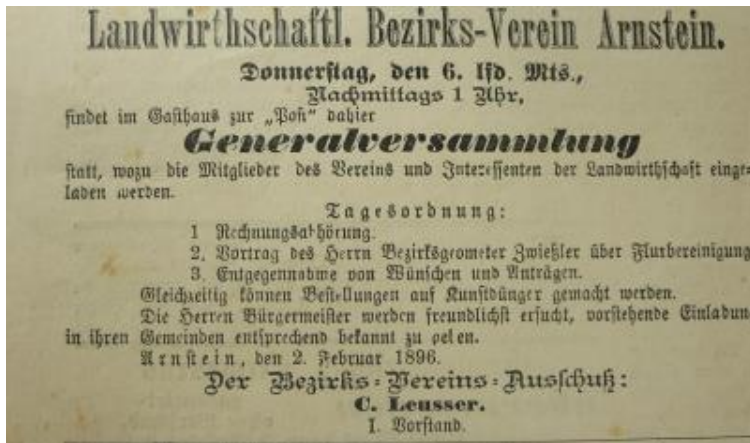 Landwirthschaftl. Bezirks-Verein Arnstein.
Donnerstag, den 6. lfd. Mts.,
Nachmittags 1 Uhr,
findet im Gasthaus zur „Post“ dahier
Generalversammlung
statt, wozu die Mitglieder des Vereins und Interessenten der Landwirthschaft einge-
laden werden.
Tagesordnung:
1 Rechnungsabhörung.
2. Vortrag des Herrn Bezirksgeometer Zwießler über Flurbereinigung
3. Entgegennahme von Wünschen und Anträgen.
Gleichzeitig können Bestellungen auf Kunstdünger gemacht werden.
Die Herren Bürgermeister werden freundlichst ersucht, vorstehende Einladun
in ihren Gemeinden entsprechend bekannt zu
Arnstein, den 2. Februar 1896.
Der Bezirks-Vereins-Ausschuß:
C. Leusser.
I. Vorstand.